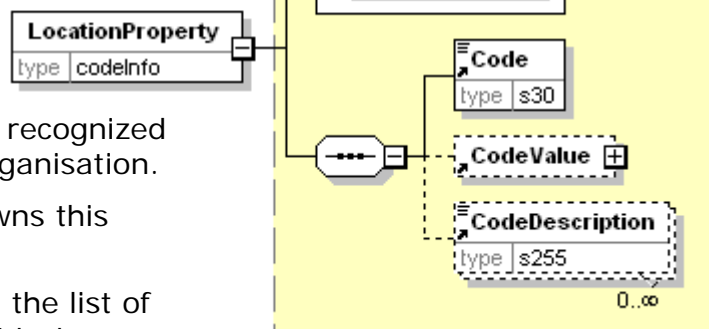 LocationProperty
type codeInfo
recognized
ganisation.
wns this
the list of
Code
type s30
CodeValue
CodeDescription
type s255
0..∞